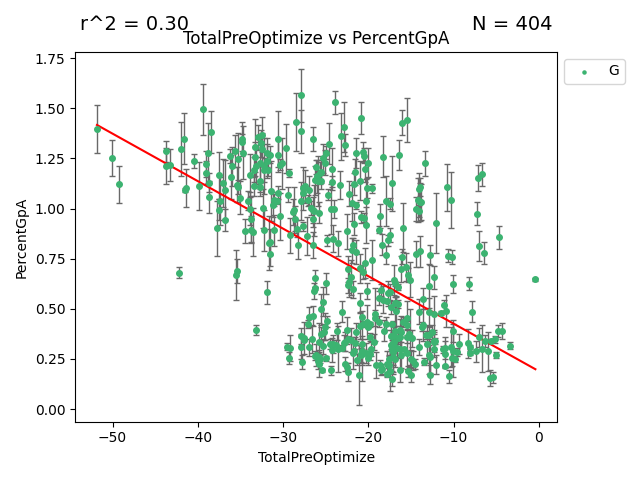 r^2 = 0.30
N = 404
TotalPreOptimize vs PercentGpA
G
PercentGpA
1.75
1.50
1.25
1.00
0.75
0.50
0.25
0.00
−50
−40
−30
−20
−10
0
TotalPreOptimize